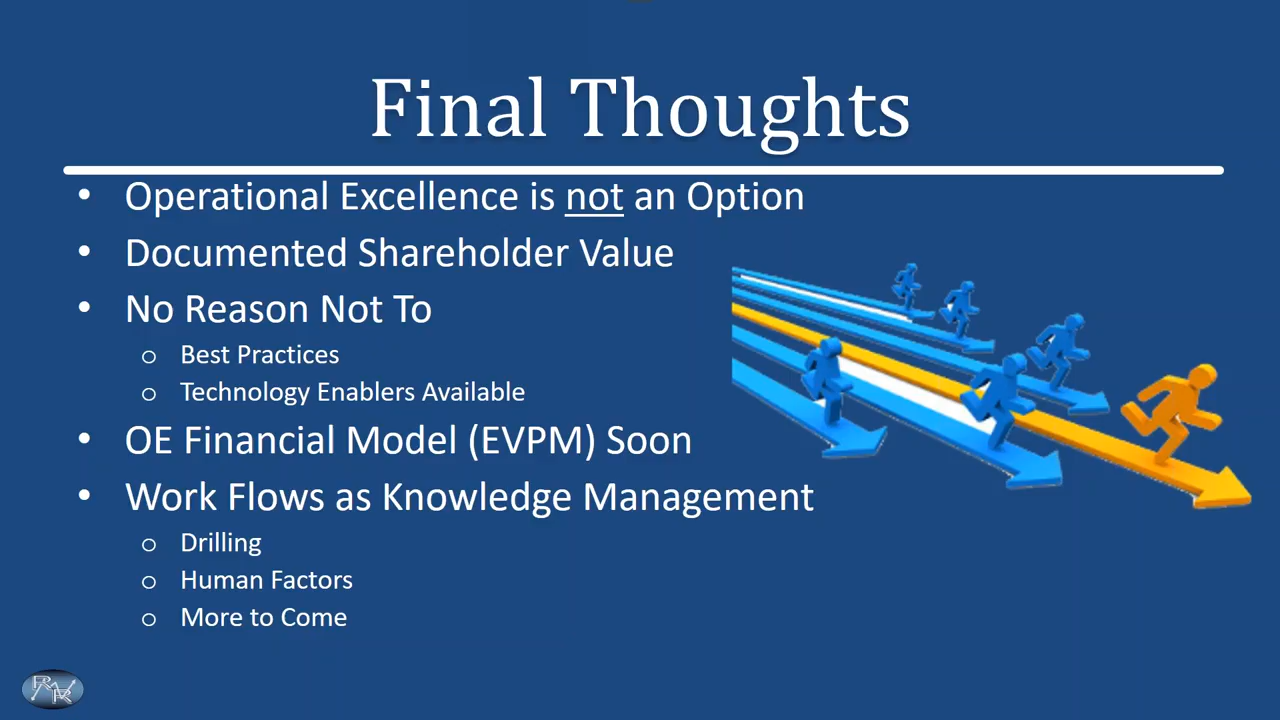 Final Thoughts
• Operational Excellence is not an Option
• Documented Shareholder Value
• No Reason Not To
o Best Practices
o Technology Enablers Available
• OE Financial Model (EVPM) Soon
• Work Flows as Knowledge Management
o Drilling
o Human Factors
o More to Come
R R